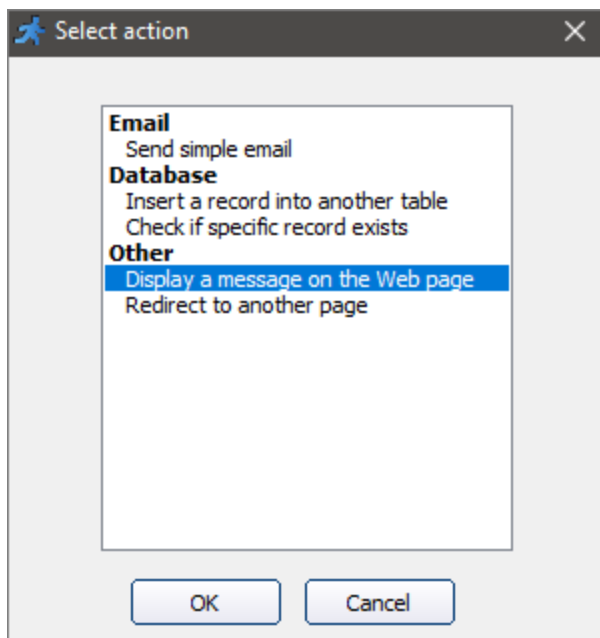 Select action
Email
Send simple email
Database
Insert a record into another table
Check if specific record exists
Other
Display a message on the Web page
Redirect to another page
OK Cancel